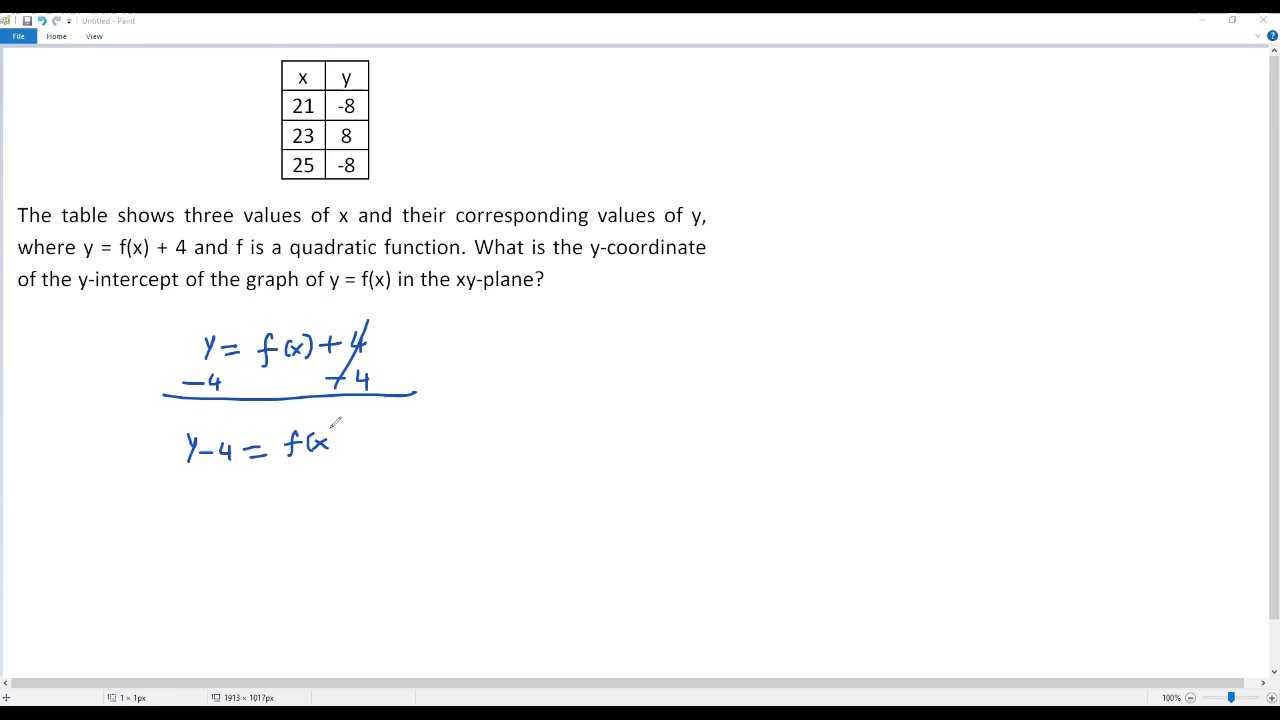 Untitled - Paint
File Home View
x y
21 -8
23 8
25 -8
The table shows three values of x and their corresponding values of y,
where y = f(x) + 4 and f is a quadratic function. What is the y-coordinate
of the y-intercept of the graph of y = f(x) in the xy-plane?
y = f(x) + 4
-4 -4
y-4 = f(x
1 × 1px 1913 × 1017px 100%